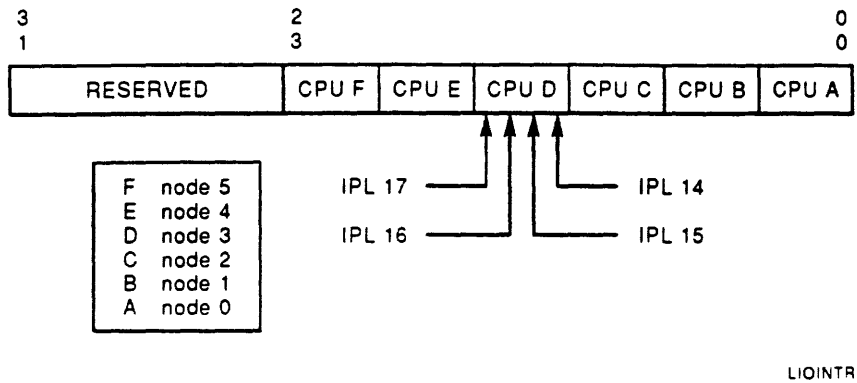 3 2 0
1 3 0
RESERVED CPU F CPU E CPU D CPU C CPU B CPU A
F node 5
E node 4
D node 3
C node 2
B node 1
A node 0
IPL 17 IPL 14
IPL 16 IPL 15
LIOINTR